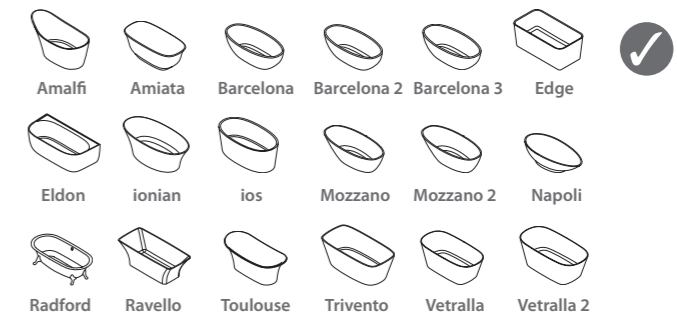 Amalfi Amiata Barcelona Barcelona 2 Barcelona 3 Edge
Eldon ionian ios Mozzano Mozzano 2 Napoli
Radford Ravello Toulouse Trivento Vetralla Vetralla 2